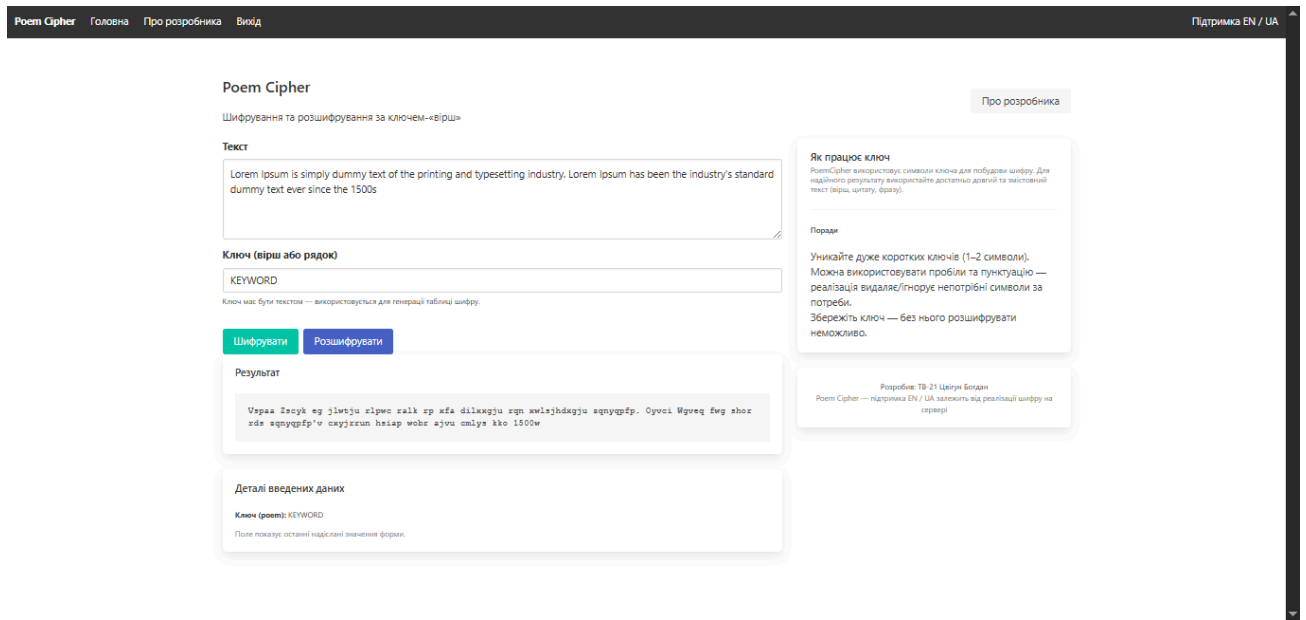 Poem Cipher Головна Про розробника Вихід Підтримка EN / UA
Poem Cipher
Про розробника
Шифрування та розшифрування за ключем-«вірш»
Текст
Lorem Ipsum is simply dummy text of the printing and typesetting industry. Lorem Ipsum has been the industry's standard
dummy text ever since the 1500s
Ключ (вірш або рядок)
KEYWORD
Ключ має бути текстом — використовується для генерації таблиці шифру.
Шифрувати Розшифрувати
Результат
Vspaa Zscyk eg jlwtju rlpwc ralk rp xfa dilxxgju rqn xwlsjhdxgju sqnyqpfp. Oyvci Wgveq fwg shor
rds sqnyqpfp'v cxyjrrun hsiap wobr ajvu cmlys kko 1500w
Деталі введених даних
Ключ (poem): KEYWORD
Поле показує останні надіслані значення форми.
Як працює ключ
PoemCipher використовує символи ключа для побудови шифру. Для
надійного результату використайте достатньо довгий та змістовний
текст (вірш, цитату, фразу).
Поради
Уникайте дуже коротких ключів (1–2 символи).
Можна використовувати пробіли та пунктуацію —
реалізація видаляє/ігнорує непотрібні символи за
потреби.
Збережіть ключ — без нього розшифрувати
неможливо.
Розробив: ТВ-21 Цвігун Богдан
Poem Cipher — підтримка EN / UA залежить від реалізації шифру на
сервері